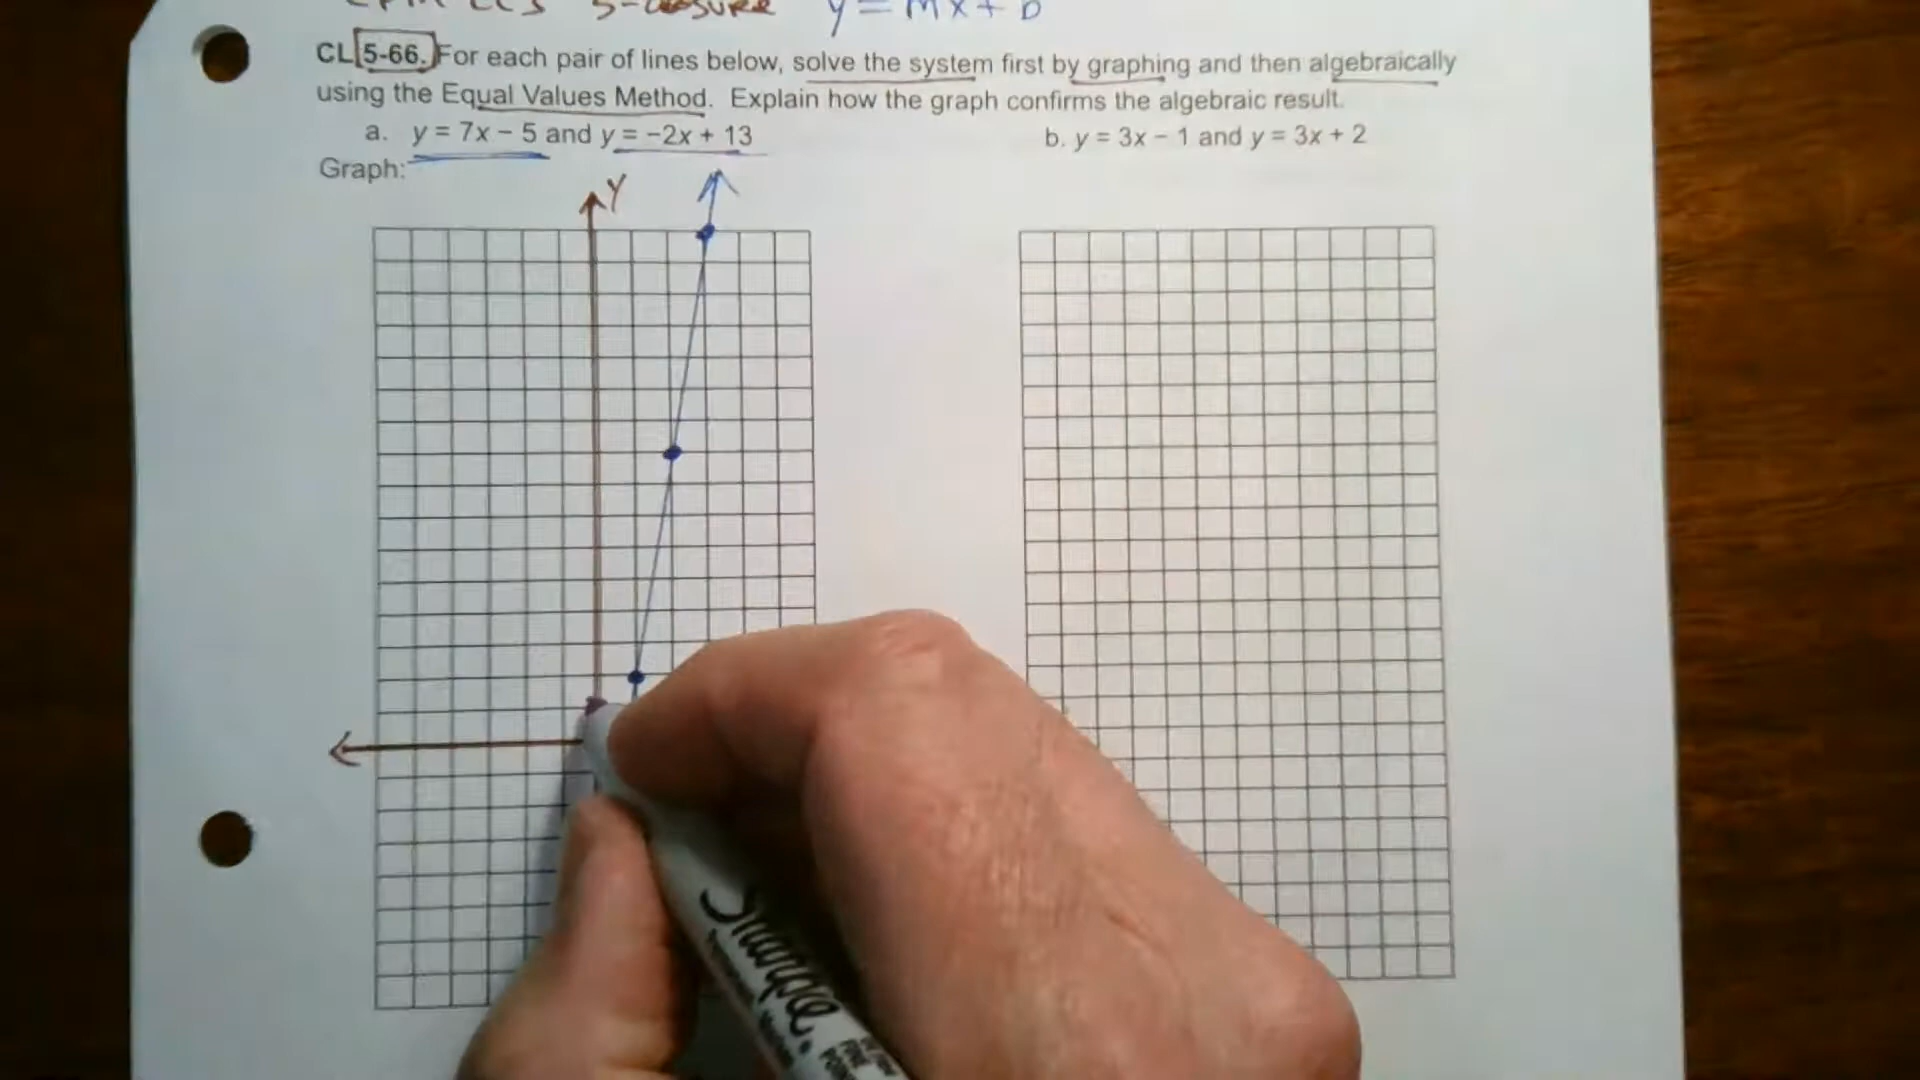 y = mx + b
CL 5-66. For each pair of lines below, solve the system first by graphing and then algebraically
using the Equal Values Method. Explain how the graph confirms the algebraic result.
a. y = 7x − 5 and y = −2x + 13
b. y = 3x − 1 and y = 3x + 2
Graph:
Y
Sharpie.